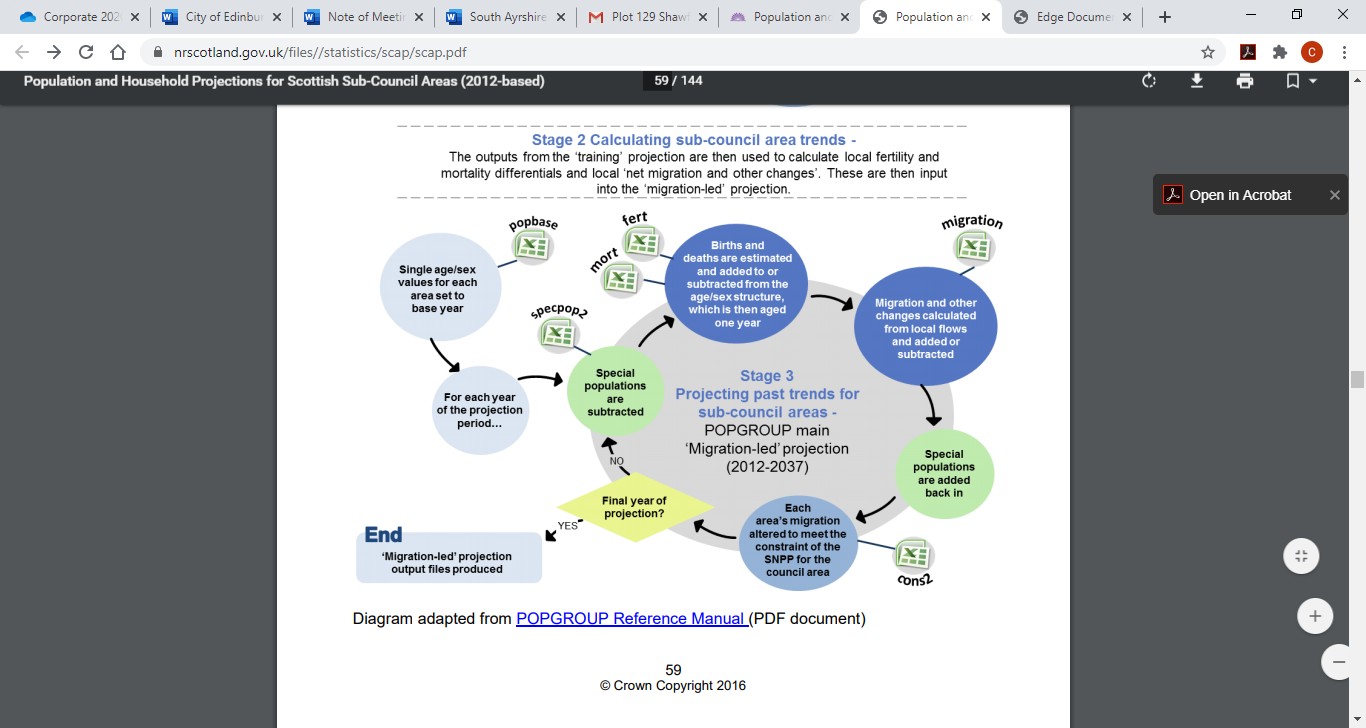 Corporate 202
City of Edinbu
Note of Meeti
South Ayrshire
Plot 129 Shaw
Population and
Population an
Edge Docume
nrscotland.gov.uk/files//statistics/scap/scap.pdf
C
Population and Household Projections for Scottish Sub-Council Areas (2012-based)
59 / 144
Open in Acrobat
Stage 2 Calculating sub-council area trends -
The outputs from the ‘training’ projection are then used to calculate local fertility and
mortality differentials and local ‘net migration and other changes’. These are then input
into the ‘migration-led’ projection.
popbase
Single age/sex
values for each
area set to
base year
For each year
of the projection
period...
specpop2
Special
populations
are
subtracted
fert
mort
Births and
deaths are estimated
and added to or
subtracted from the
age/sex structure,
which is then aged
one year
migration
Migration and other
changes calculated
from local flows
and added or
subtracted
Stage 3
Projecting past trends for
sub-council areas -
POPGROUP main
‘Migration-led’ projection
(2012-2037)
Special
populations
are added
back in
Each
area’s migration
altered to meet the
constraint of the
SNPP for the
council area
cons2
Final year of
projection?
NO
YES
End
‘Migration-led’ projection
output files produced
Diagram adapted from POPGROUP Reference Manual (PDF document)
59
© Crown Copyright 2016